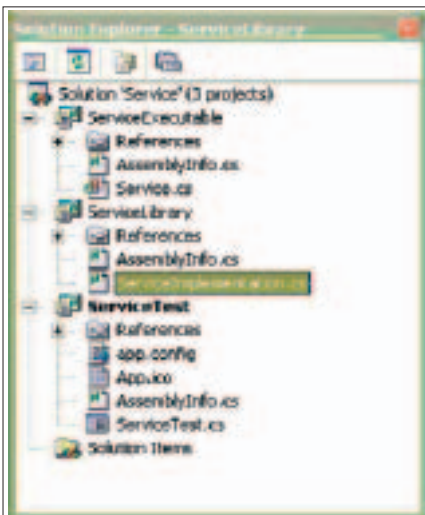 Solution Explorer - ServiceLibrary
Solution 'Service' (3 projects)
ServiceExecutable
References
AssemblyInfo.cs
Service.cs
ServiceLibrary
References
AssemblyInfo.cs
ServiceImplementation.cs
ServiceTest
References
app.config
App.ico
AssemblyInfo.cs
ServiceTest.cs
Solution Items